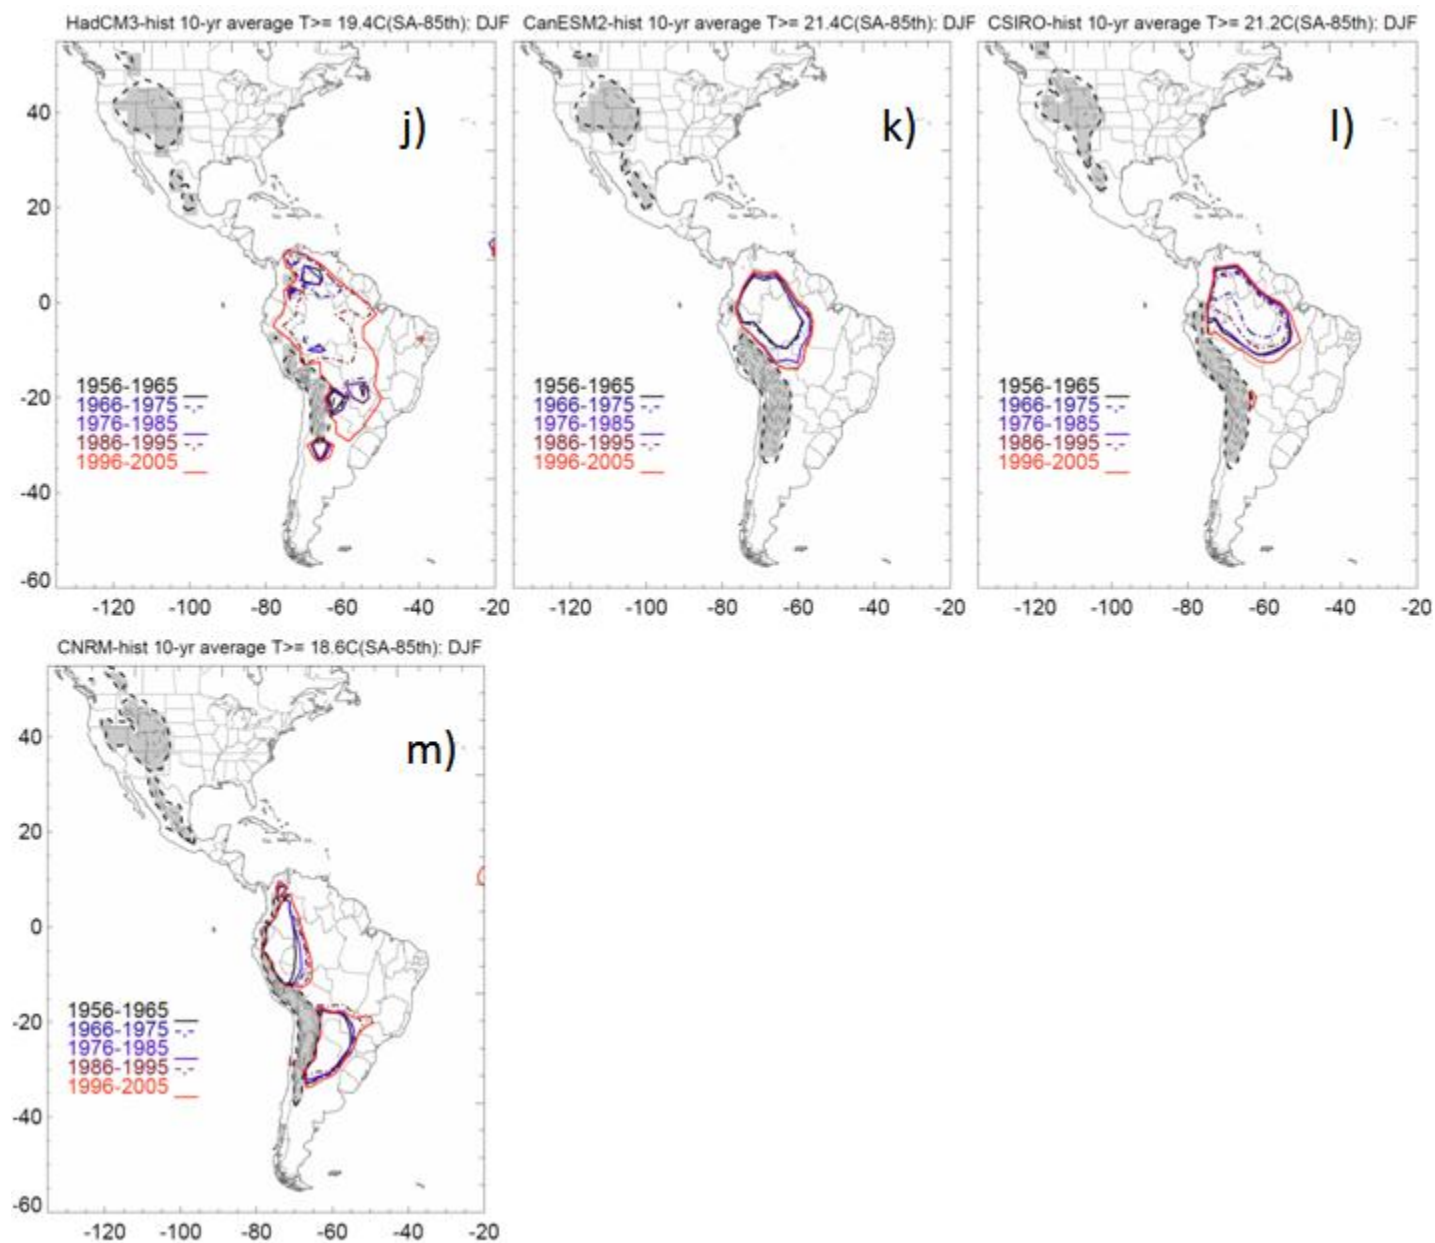 HadCM3-hist 10-yr average T>= 19.4C(SA-85th): DJF
CanESM2-hist 10-yr average T>= 21.4C(SA-85th): DJF
CSIRO-hist 10-yr average T>= 21.2C(SA-85th): DJF
j)
k)
l)
40
20
0
-20
-40
-60
1956-1965
1966-1975
1976-1985
1986-1995
1996-2005
1956-1965
1966-1975
1976-1985
1986-1995
1996-2005
1956-1965
1966-1975
1976-1985
1986-1995
1996-2005
-120 -100 -80 -60 -40 -20
-120 -100 -80 -60 -40 -20
-120 -100 -80 -60 -40 -20
CNRM-hist 10-yr average T>= 18.6C(SA-85th): DJF
m)
40
20
0
-20
-40
-60
1956-1965
1966-1975
1976-1985
1986-1995
1996-2005
-120 -100 -80 -60 -40 -20